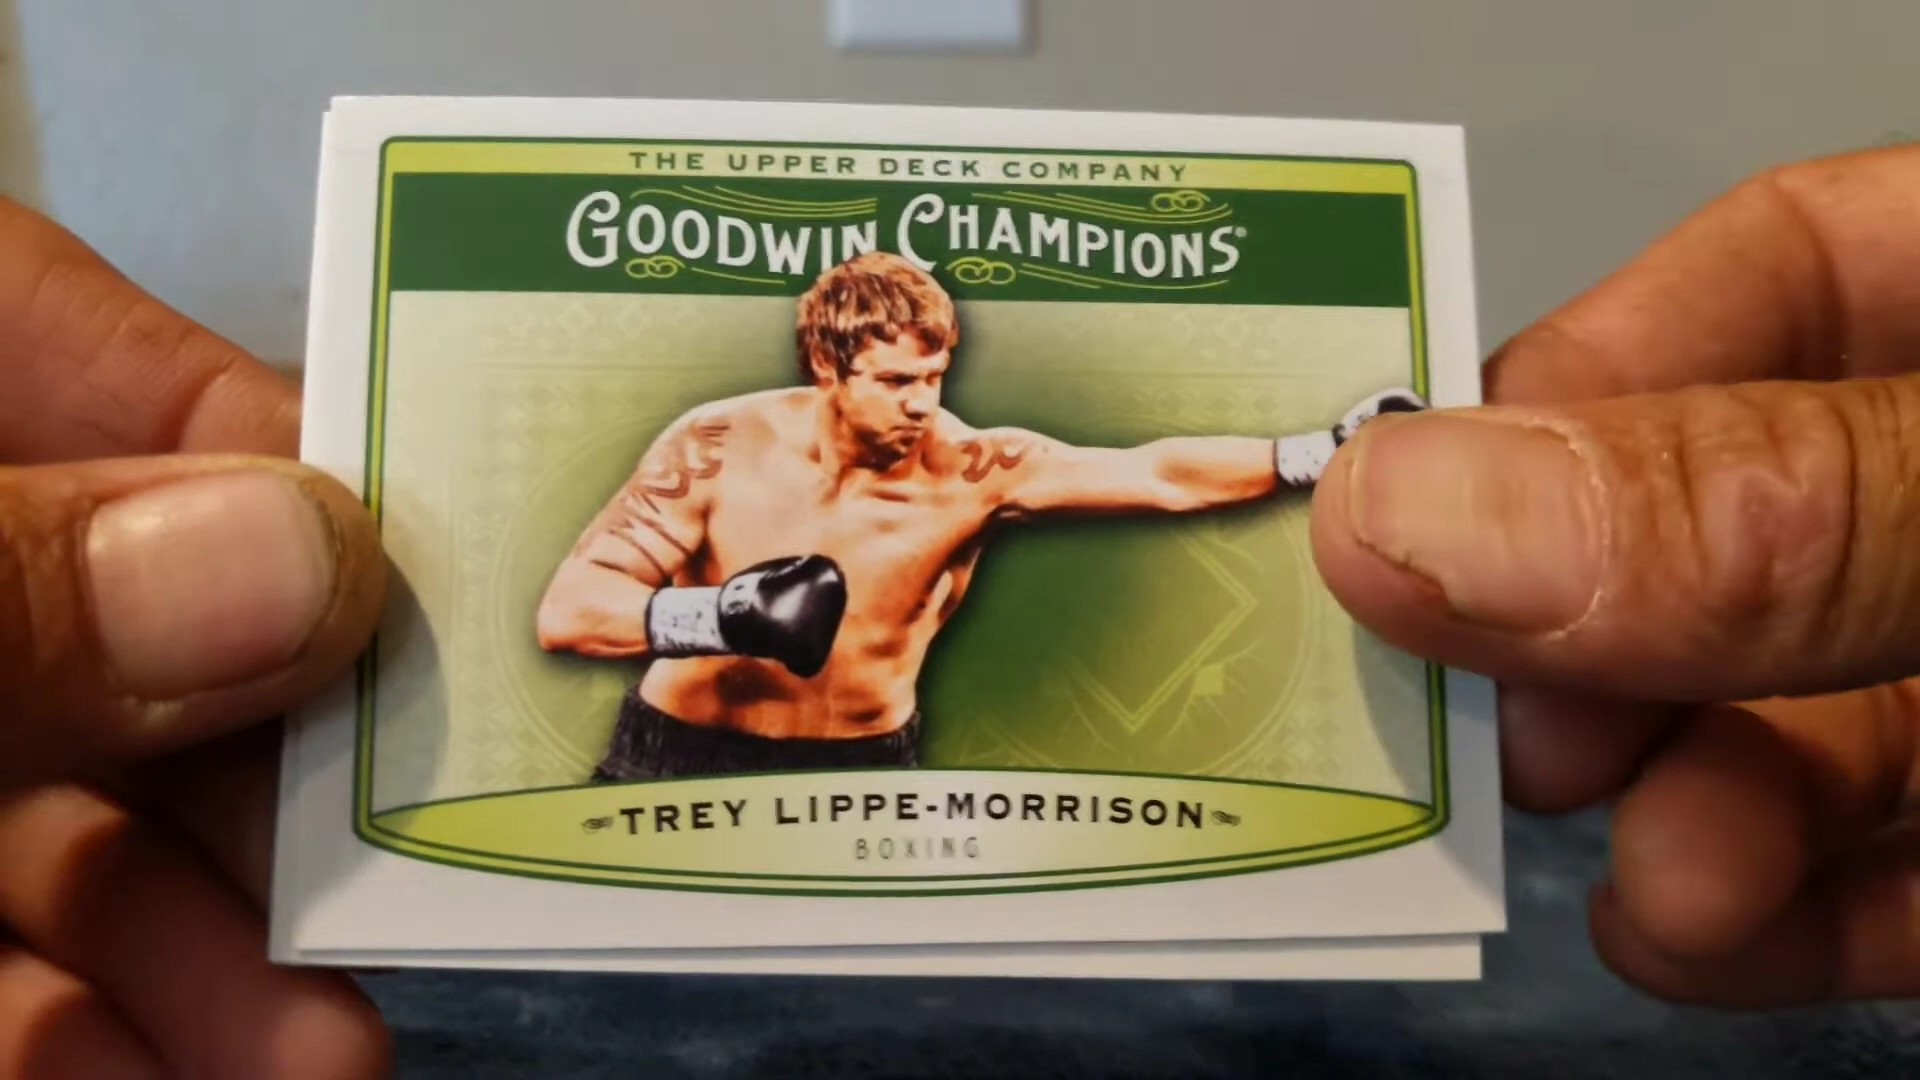 THE UPPER DECK COMPANY
GOODWIN CHAMPIONS
TREY LIPPE-MORRISON
BOXING